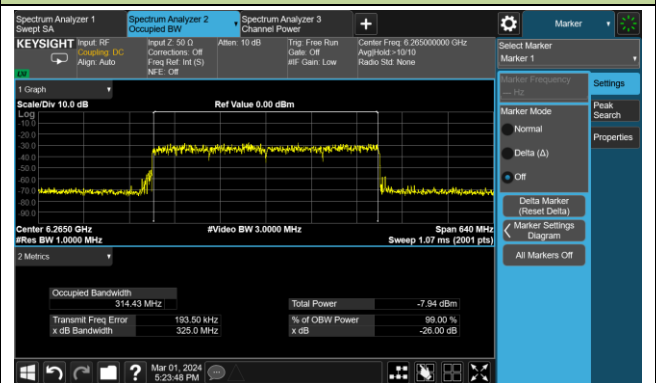 Spectrum Analyzer 1
Swept SA
Spectrum Analyzer 2
Occupied BW
Spectrum Analyzer 3
Channel Power
+
Marker
KEYSIGHT
Input: RF
Coupling: DC
Align: Auto
Input Z: 50 Ω
Corrections: Off
Freq Ref: Int (S)
NFE: Off
Atten: 10 dB
Trig: Free Run
Gate: Off
#IF Gain: Low
Center Freq: 6.265000000 GHz
Avg|Hold:>10/10
Radio Std: None
Select Marker
Marker 1
1 Graph
Scale/Div 10.0 dB
Ref Value 0.00 dBm
Log
-10.0
-20.0
-30.0
-40.0
-50.0
-60.0
-70.0
-80.0
-90.0
Center 6.2650 GHz
#Res BW 1.0000 MHz
#Video BW 3.0000 MHz
Span 640 MHz
Sweep 1.07 ms (2001 pts)
2 Metrics
Occupied Bandwidth
314.43 MHz
Transmit Freq Error 193.50 kHz
x dB Bandwidth 325.0 MHz
Total Power -7.94 dBm
% of OBW Power 99.00 %
x dB -26.00 dB
Marker Frequency
--- Hz
Marker Mode
Normal
Delta (Δ)
Off
Delta Marker
(Reset Delta)
Marker Settings
Diagram
All Markers Off
Settings
Peak
Search
Properties
?
Mar 01, 2024
5:23:48 PM